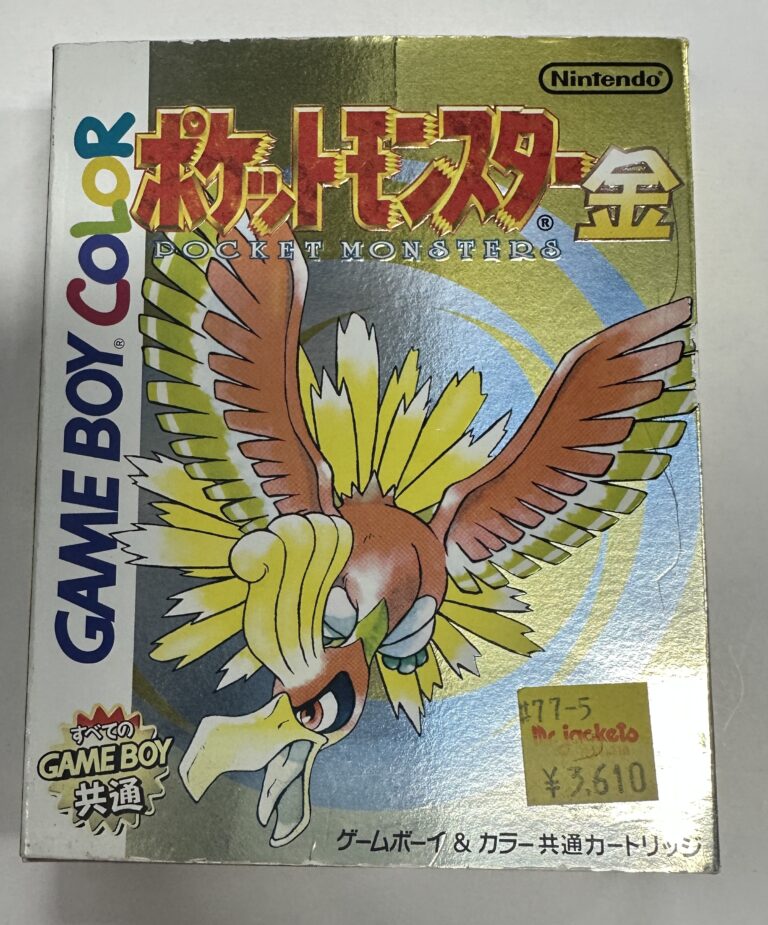 Nintendo®
ポケットモンスター金
®
POCKET MONSTERS
GAME BOY COLOR
®
すべての
GAME BOY
共通
77-5
Mr jackets
¥3,610
ゲームボーイ & カラー共通カートリッジ